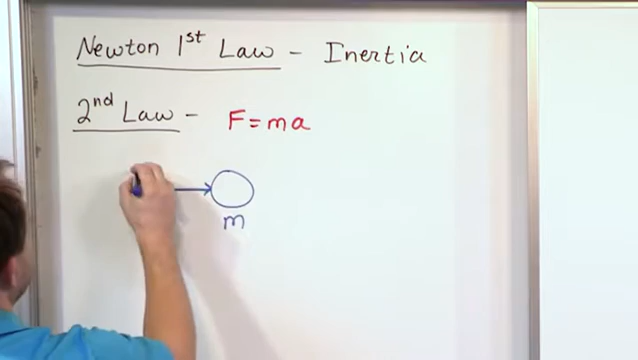 Newton 1st Law - Inertia
2nd Law - F=ma
m